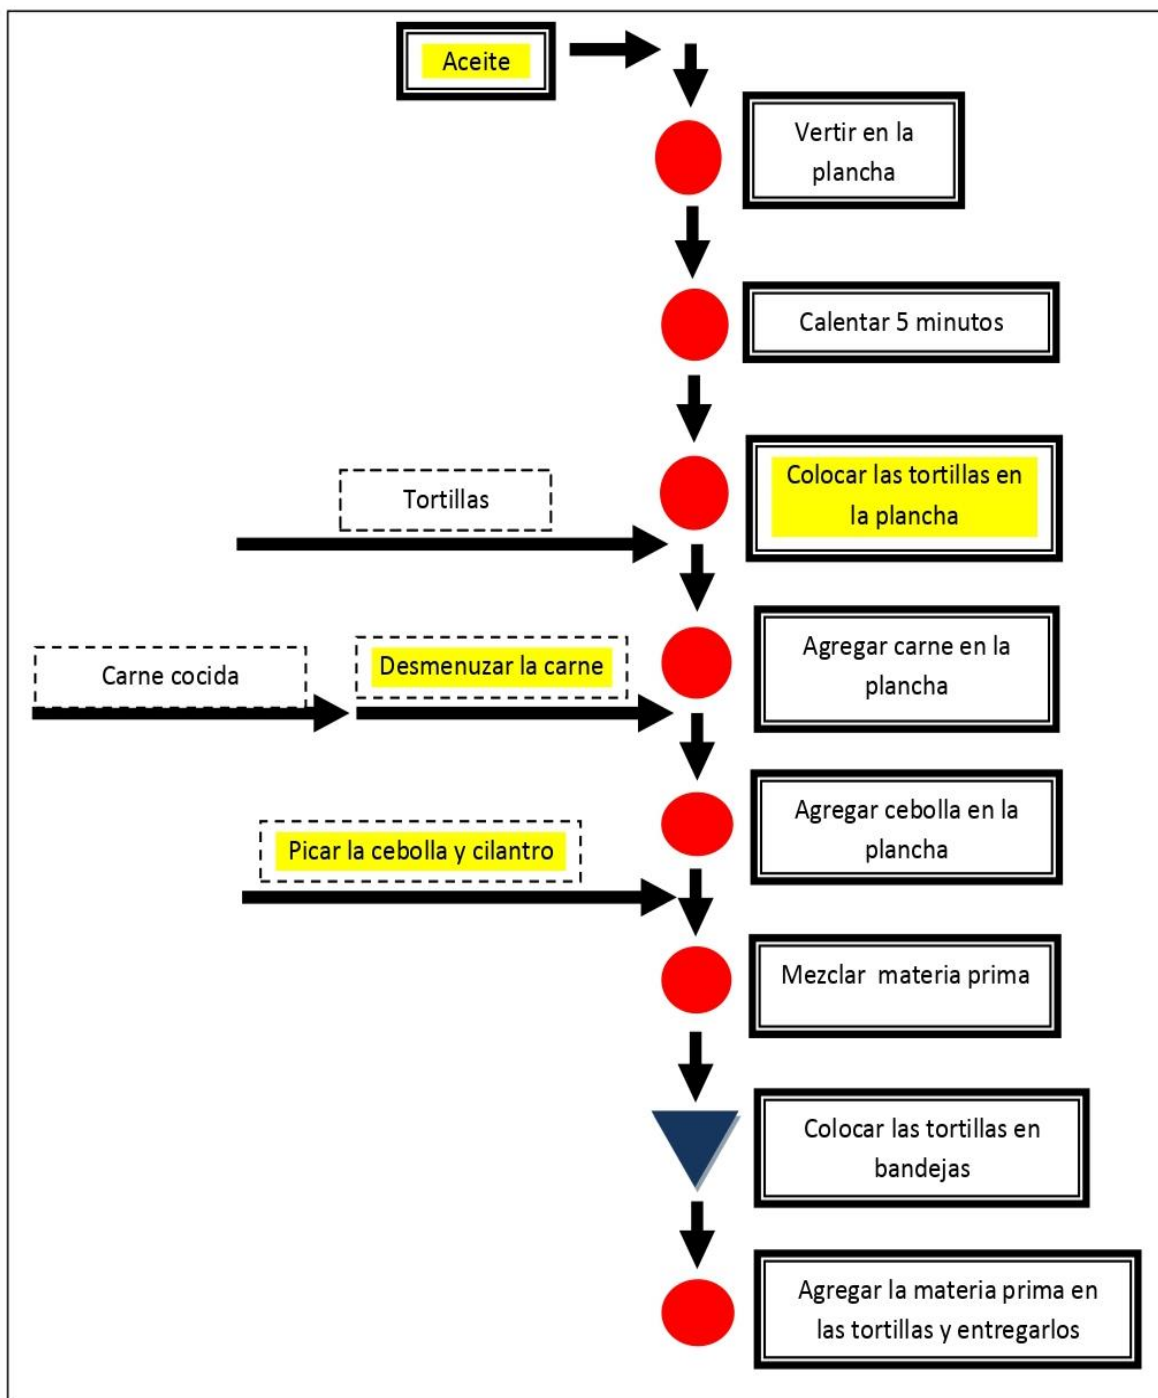 Aceite
Vertir en la
plancha
Calentar 5 minutos
Colocar las tortillas en
la plancha
Tortillas
Agregar carne en la
plancha
Carne cocida
Desmenuzar la carne
Agregar cebolla en la
plancha
Picar la cebolla y cilantro
Mezclar materia prima
Colocar las tortillas en
bandejas
Agregar la materia prima en
las tortillas y entregarlos